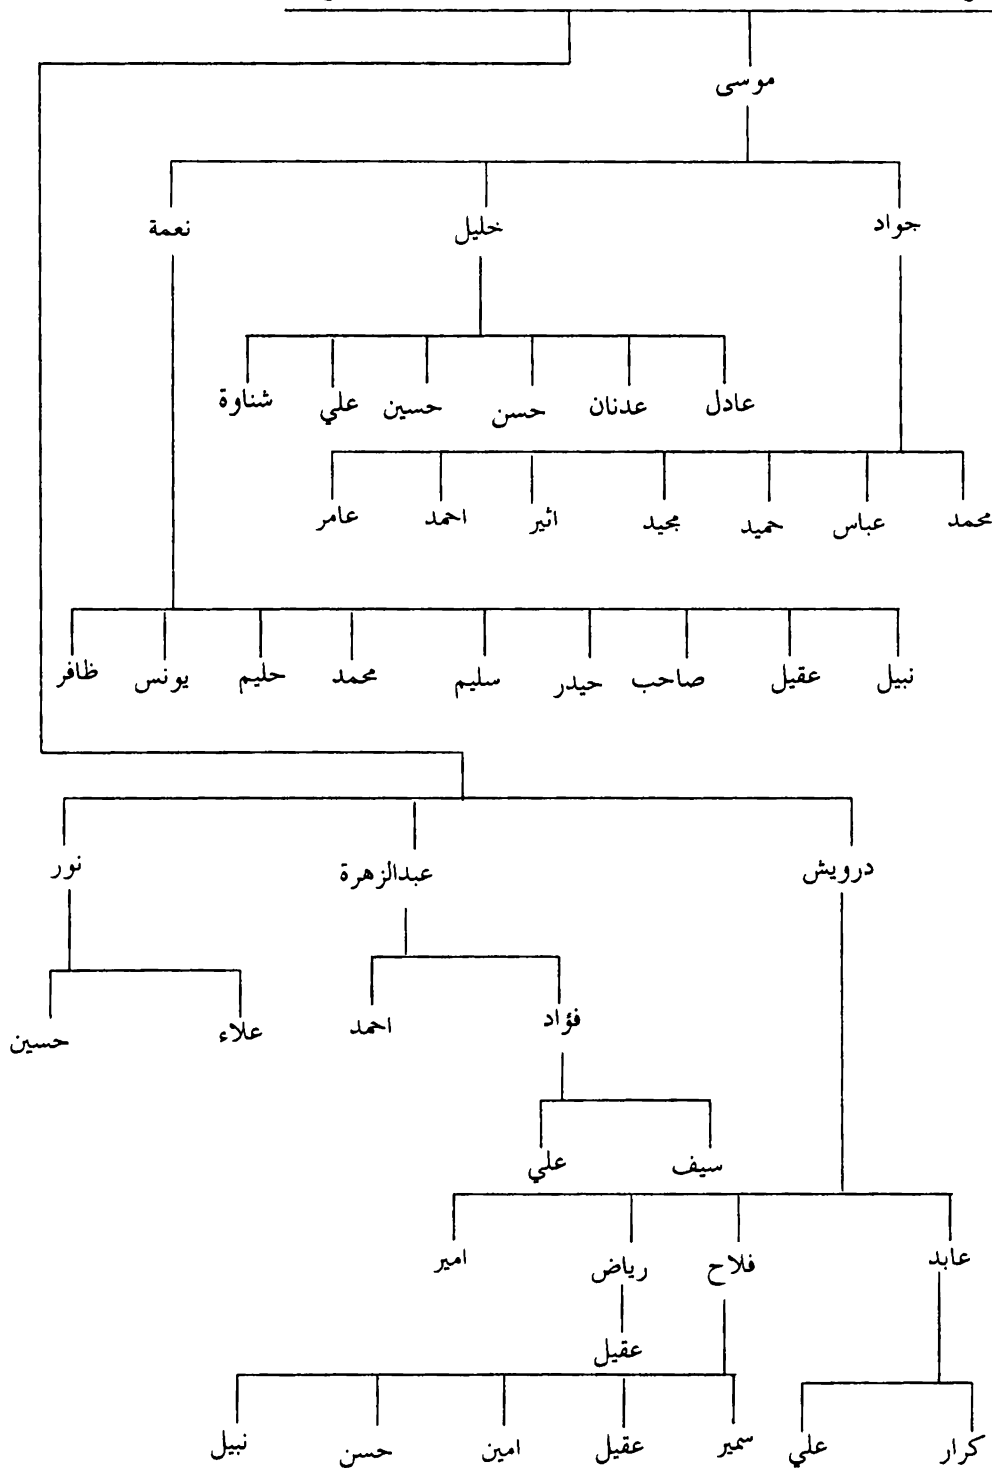 موسى
جواد خليل نعمة
عادل عدنان حسن حسين علي شناوة
محمد عباس حميد مجيد اثير احمد عامر
نبيل عقيل صاحب حيدر سليم محمد حليم يونس ظافر
درويش عبدالزهرة نور
فؤاد احمد علاء حسين
سيف علي
عابد فلاح رياض امير
عقيل
كرار علي سمير عقيل امين حسن نبيل